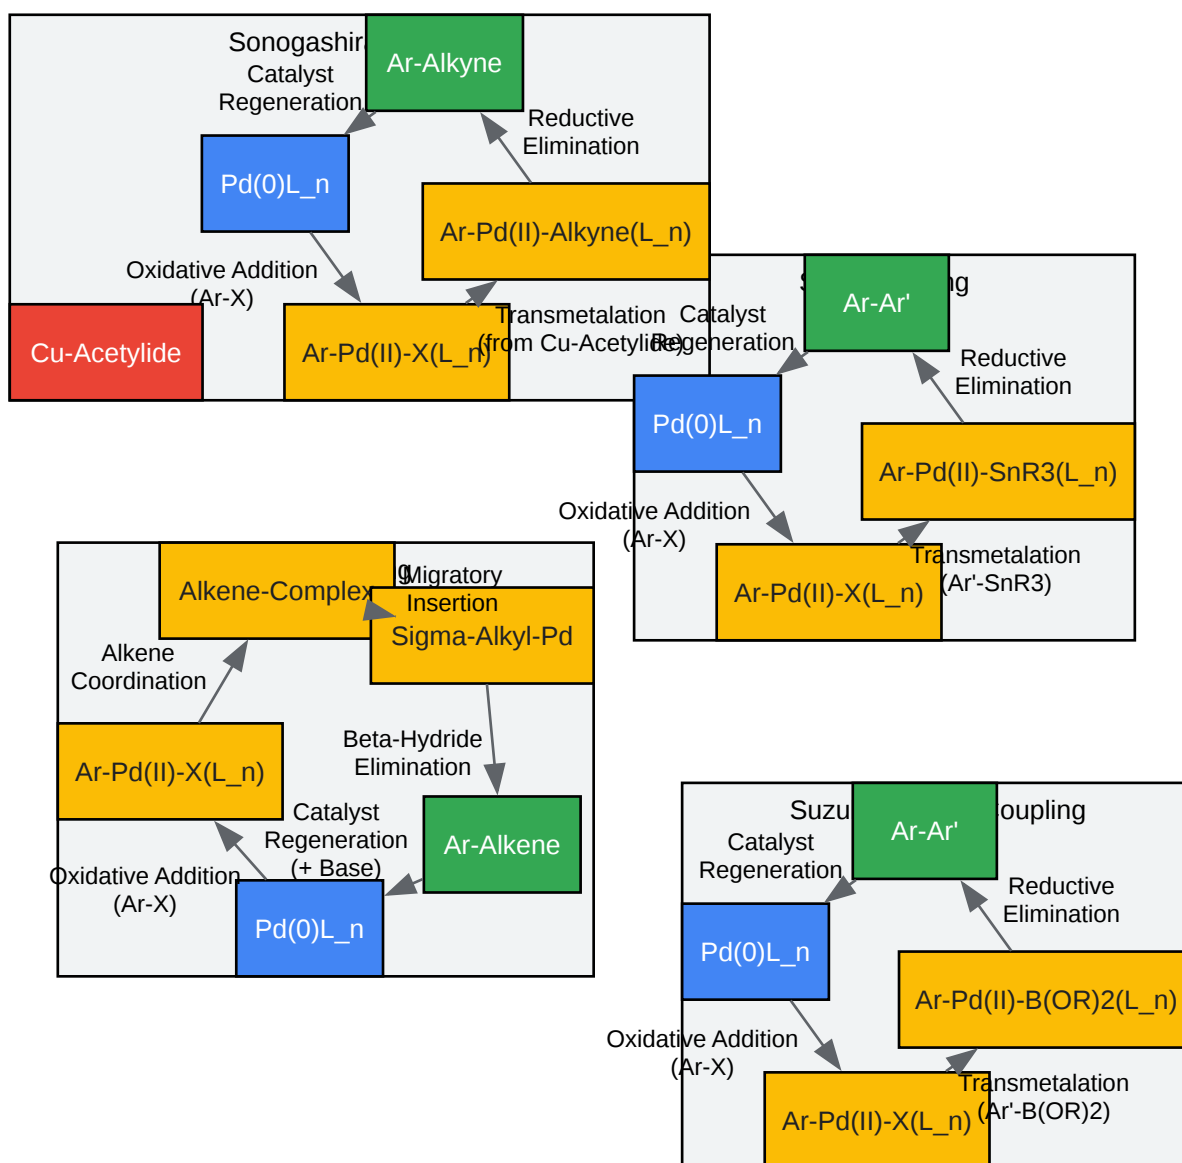 Sonogashira
Ar-Alkyne
Catalyst
Regeneration
Reductive
Elimination
Pd(0)L_n
Ar-Pd(II)-Alkyne(L_n)
Oxidative Addition
(Ar-X)
Cu-Acetylide
Ar-Pd(II)-X(L_n)
Transmetalation
(from Cu-Acetylide)
Ar-Ar'
Catalyst
Regeneration
Reductive
Elimination
Pd(0)L_n
Ar-Pd(II)-SnR3(L_n)
Oxidative Addition
(Ar-X)
Ar-Pd(II)-X(L_n)
Transmetalation
(Ar'-SnR3)
Alkene-Complex
Migratory
Insertion
Sigma-Alkyl-Pd
Alkene
Coordination
Ar-Pd(II)-X(L_n)
Beta-Hydride
Elimination
Catalyst
Regeneration
(+ Base)
Ar-Alkene
Oxidative Addition
(Ar-X)
Pd(0)L_n
Suzu oupling
Ar-Ar'
Catalyst
Regeneration
Reductive
Elimination
Pd(0)L_n
Ar-Pd(II)-B(OR)2(L_n)
Oxidative Addition
(Ar-X)
Ar-Pd(II)-X(L_n)
Transmetalation
(Ar'-B(OR)2)